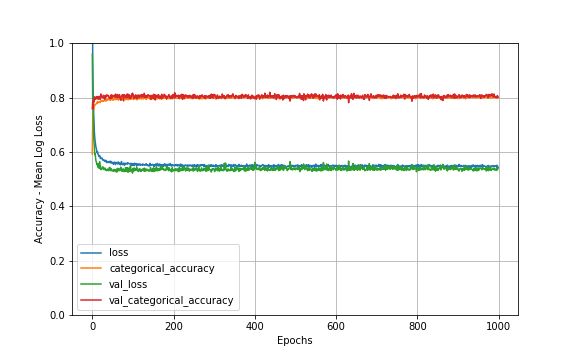 1.0
0.8
0.6
0.4
0.2
0.0
Accuracy - Mean Log Loss
loss
categorical_accuracy
val_loss
val_categorical_accuracy
0 200 400 600 800 1000
Epochs